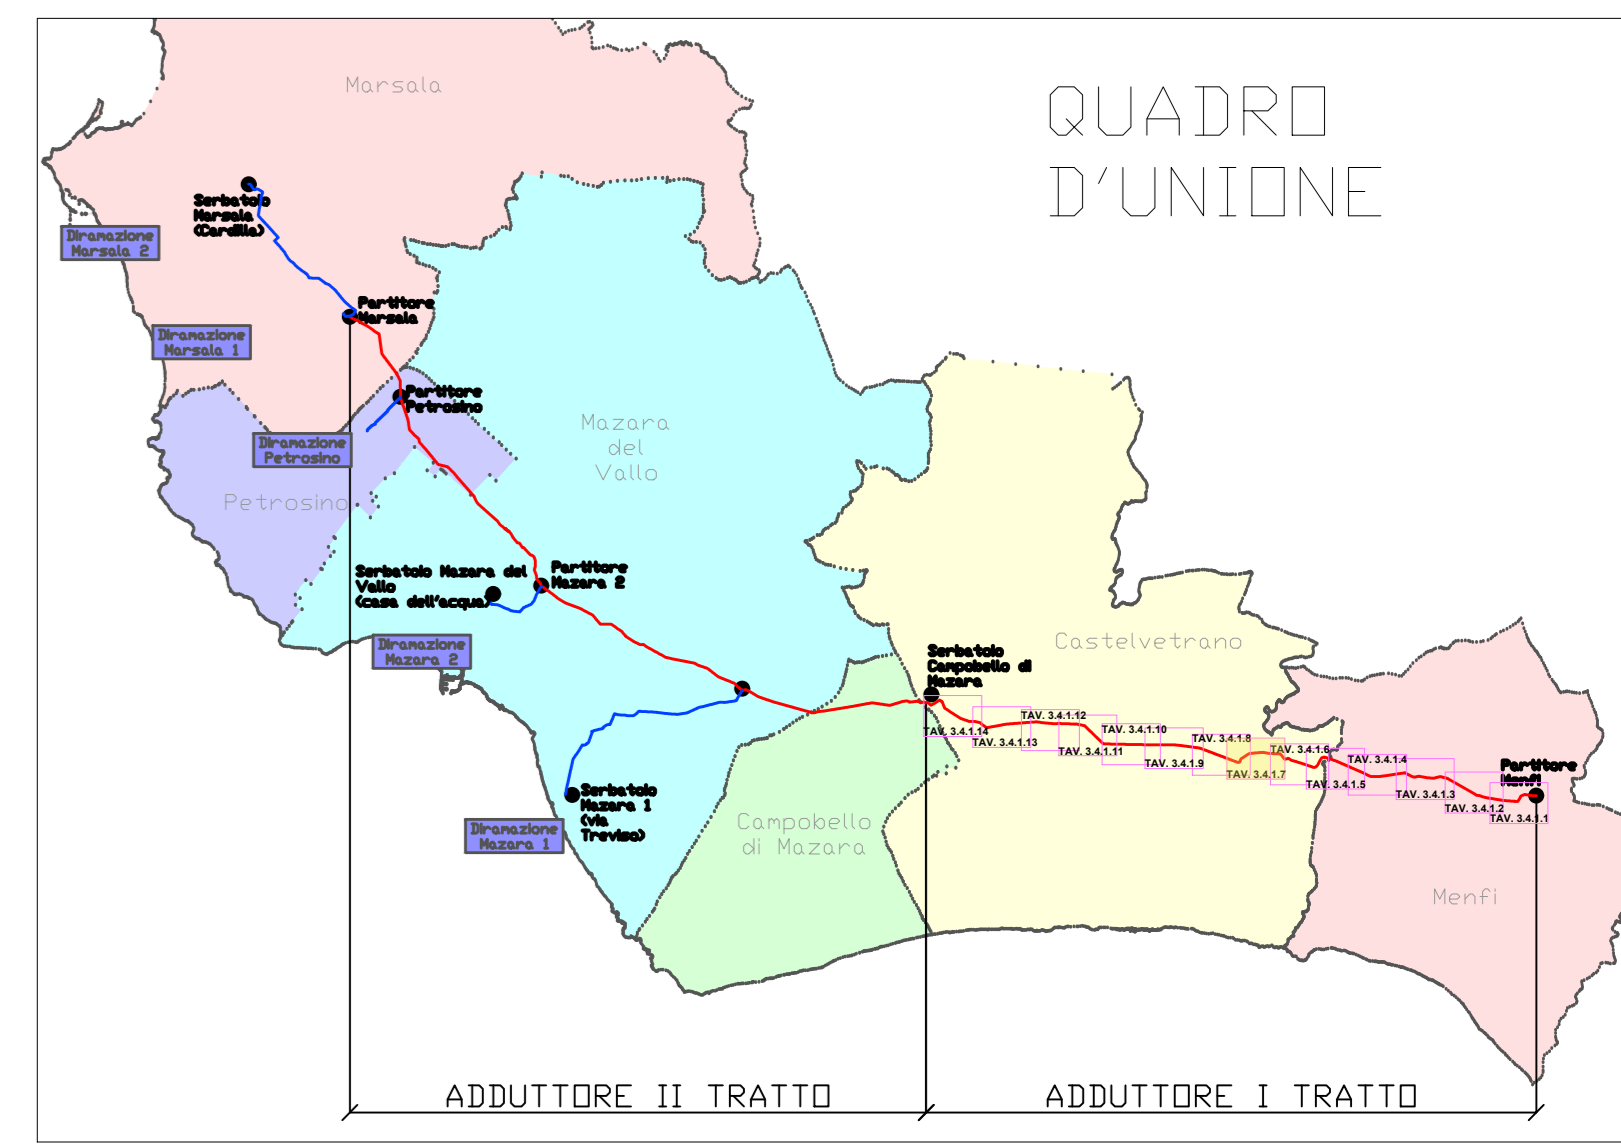 QUADRO
D'UNIONE
Marsala
Serbatoio
Marsala
(Cardilla)
Diramazione
Marsala 2
Partitore
Marsala
Diramazione
Marsala 1
Partitore
Petrosino
Diramazione
Petrosino
Petrosino
Mazara
del
Vallo
Serbatoio Mazara del
Vallo
(casa dell'acqua)
Partitore
Mazara 2
Diramazione
Mazara 2
Serbatoio
Campobello di
Mazara
Castelvetrano
TAV. 3.4.1.14
TAV. 3.4.1.13
TAV. 3.4.1.12
TAV. 3.4.1.11
TAV. 3.4.1.10
TAV. 3.4.1.9
TAV. 3.4.1.8
TAV. 3.4.1.7
TAV. 3.4.1.6
TAV. 3.4.1.5
TAV. 3.4.1.4
TAV. 3.4.1.3
TAV. 3.4.1.2
TAV. 3.4.1.1
Partitore
Menfi
Serbatoio
Mazara 1
(via
Treviso)
Diramazione
Mazara 1
Campobello
di Mazara
Menfi
ADDUTTORE II TRATTO
ADDUTTORE I TRATTO